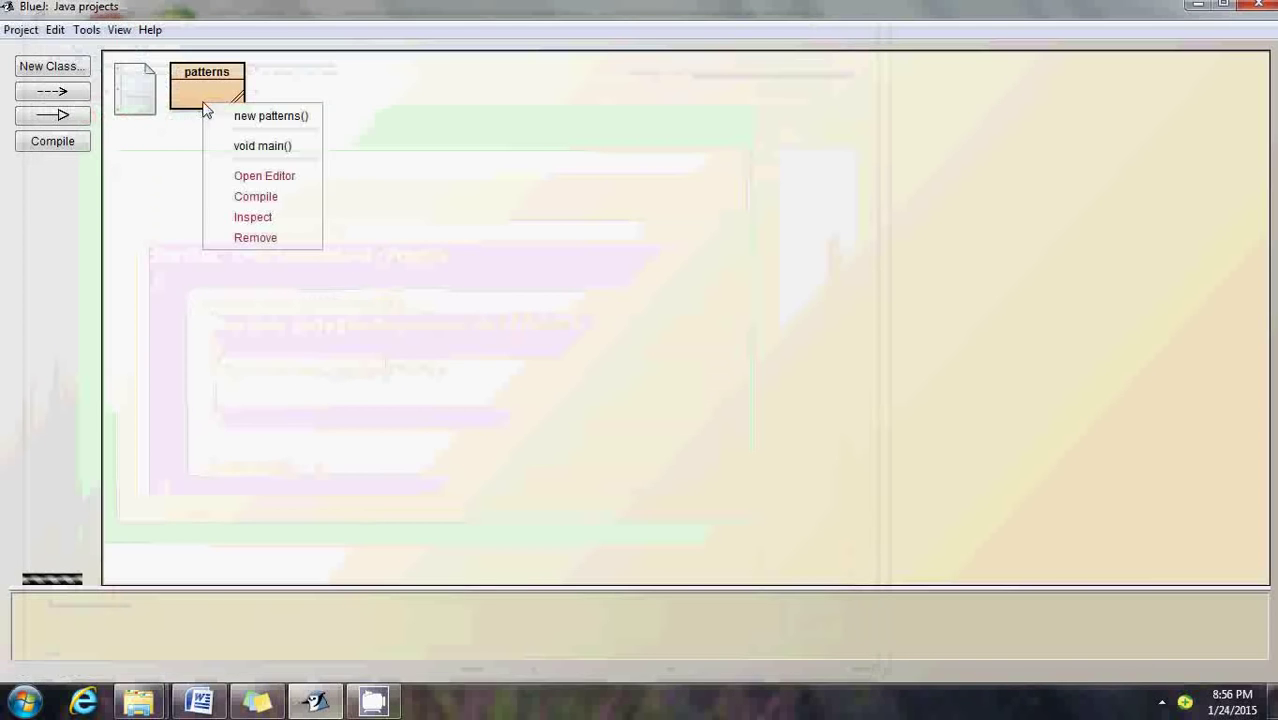 BlueJ: Java projects
Project Edit Tools View Help
New Class...
patterns
new patterns()
void main()
Compile
Open Editor
Compile
Inspect
Remove
8:56 PM
1/24/2015